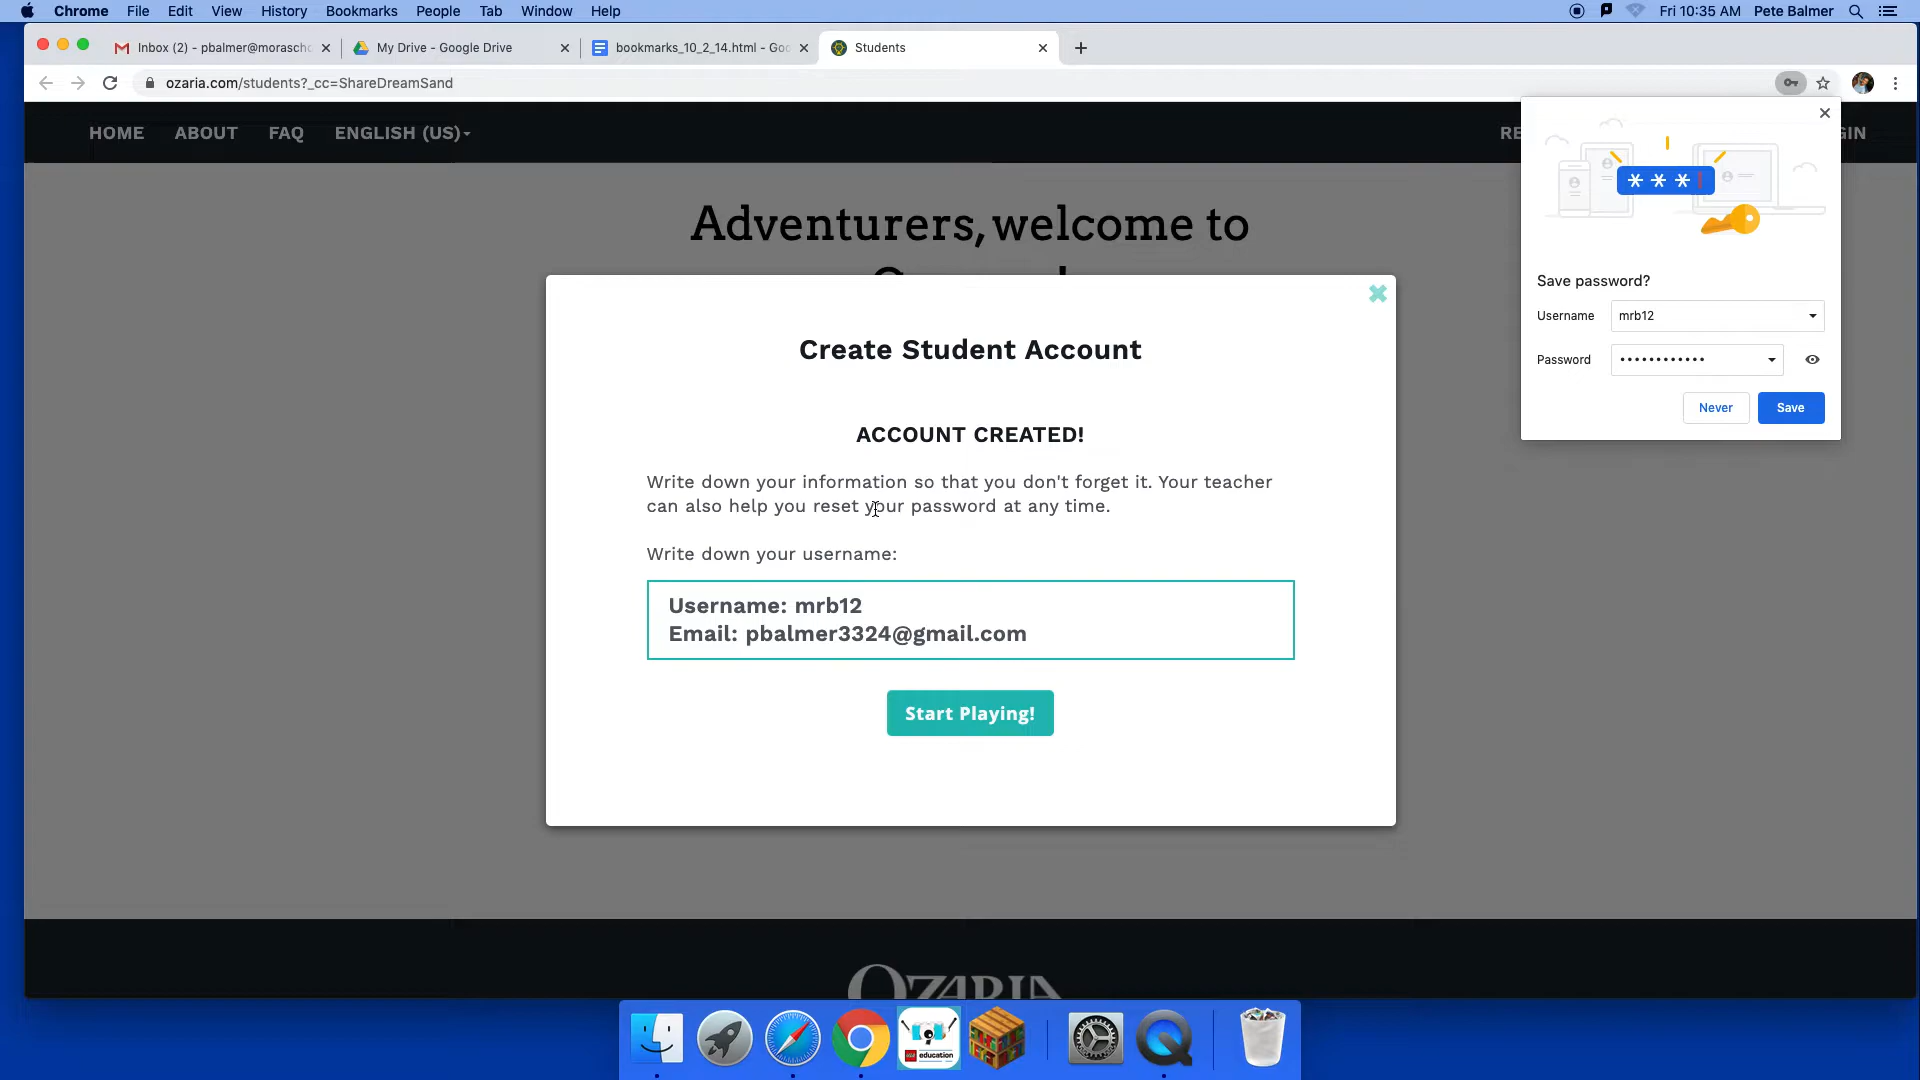 Chrome File Edit View History Bookmarks People Tab Window Help Fri 10:35 AM Pete Balmer
Inbox (2) - pbalmer@morascho My Drive - Google Drive bookmarks_10_2_14.html - Goo Students
ozaria.com/students?_cc=ShareDreamSand
HOME ABOUT FAQ ENGLISH (US)
Adventurers, welcome to
Create Student Account
ACCOUNT CREATED!
Write down your information so that you don't forget it. Your teacher
can also help you reset your password at any time.
Write down your username:
Username: mrb12
Email: pbalmer3324@gmail.com
Start Playing!
Save password?
Username mrb12
Password ••••••••••••
Never Save
OZARIA
LEGO education